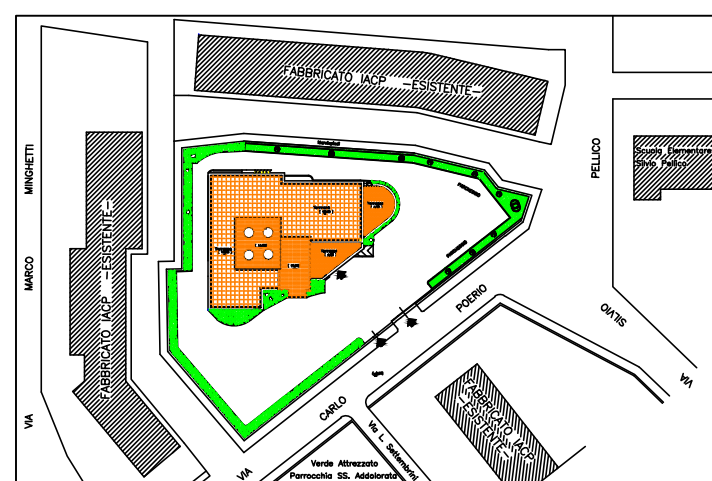 FABBRICATO IACP —ESISTENTE—
MINGHETTI
MARCO
VIA
FABBRICATO IACP —ESISTENTE—
PELLICO
Scuola Elementare
Silvio Pellico
SILVIO
VIA
POERIO
CARLO
VIA
Via L. Settembrini
FABBRICATO IACP
—ESISTENTE—
Verde Attrezzato
Parrocchia SS. Addolorata